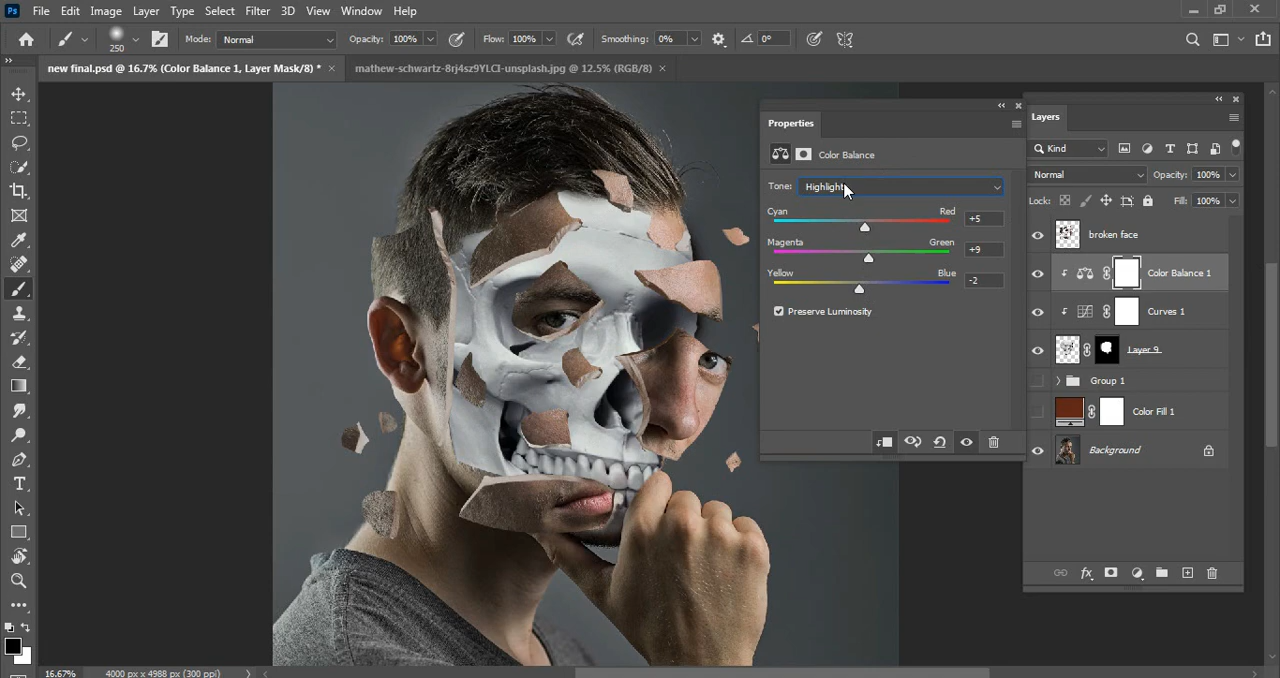 Ps File Edit Image Layer Type Select Filter 3D View Window Help
250 Mode: Normal Opacity: 100% Flow: 100% Smoothing: 0% 0°
new final.psd @ 16.7% (Color Balance 1, Layer Mask/8) * × mathew-schwartz-8rj4sz9YLCI-unsplash.jpg @ 12.5% (RGB/8) ×
Properties
Color Balance
Tone: Highlights
Cyan Red +5
Magenta Green +9
Yellow Blue -2
Preserve Luminosity
Layers
Kind
Normal Opacity: 100%
Lock: Fill: 100%
broken face
Color Balance 1
Curves 1
Layer 9
Group 1
Color Fill 1
Background
fx
16.67% 4000 px x 4988 px (300 ppi)